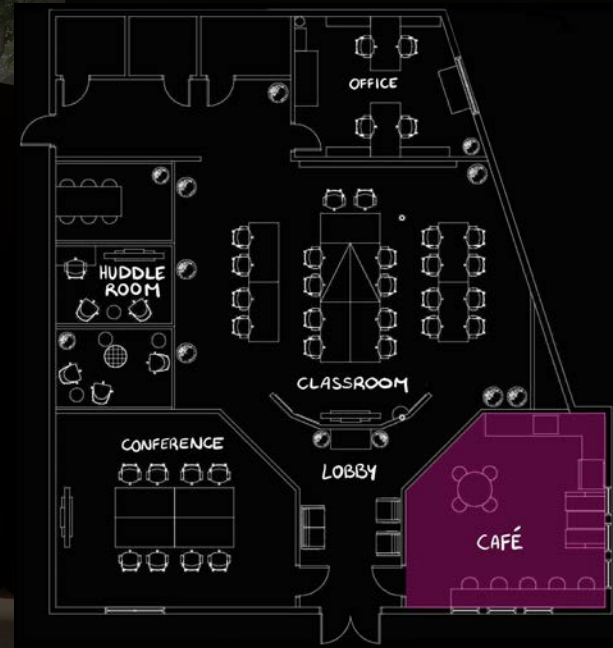 OFFICE
HUDDLE
ROOM
CLASSROOM
CONFERENCE
LOBBY
CAFÉ